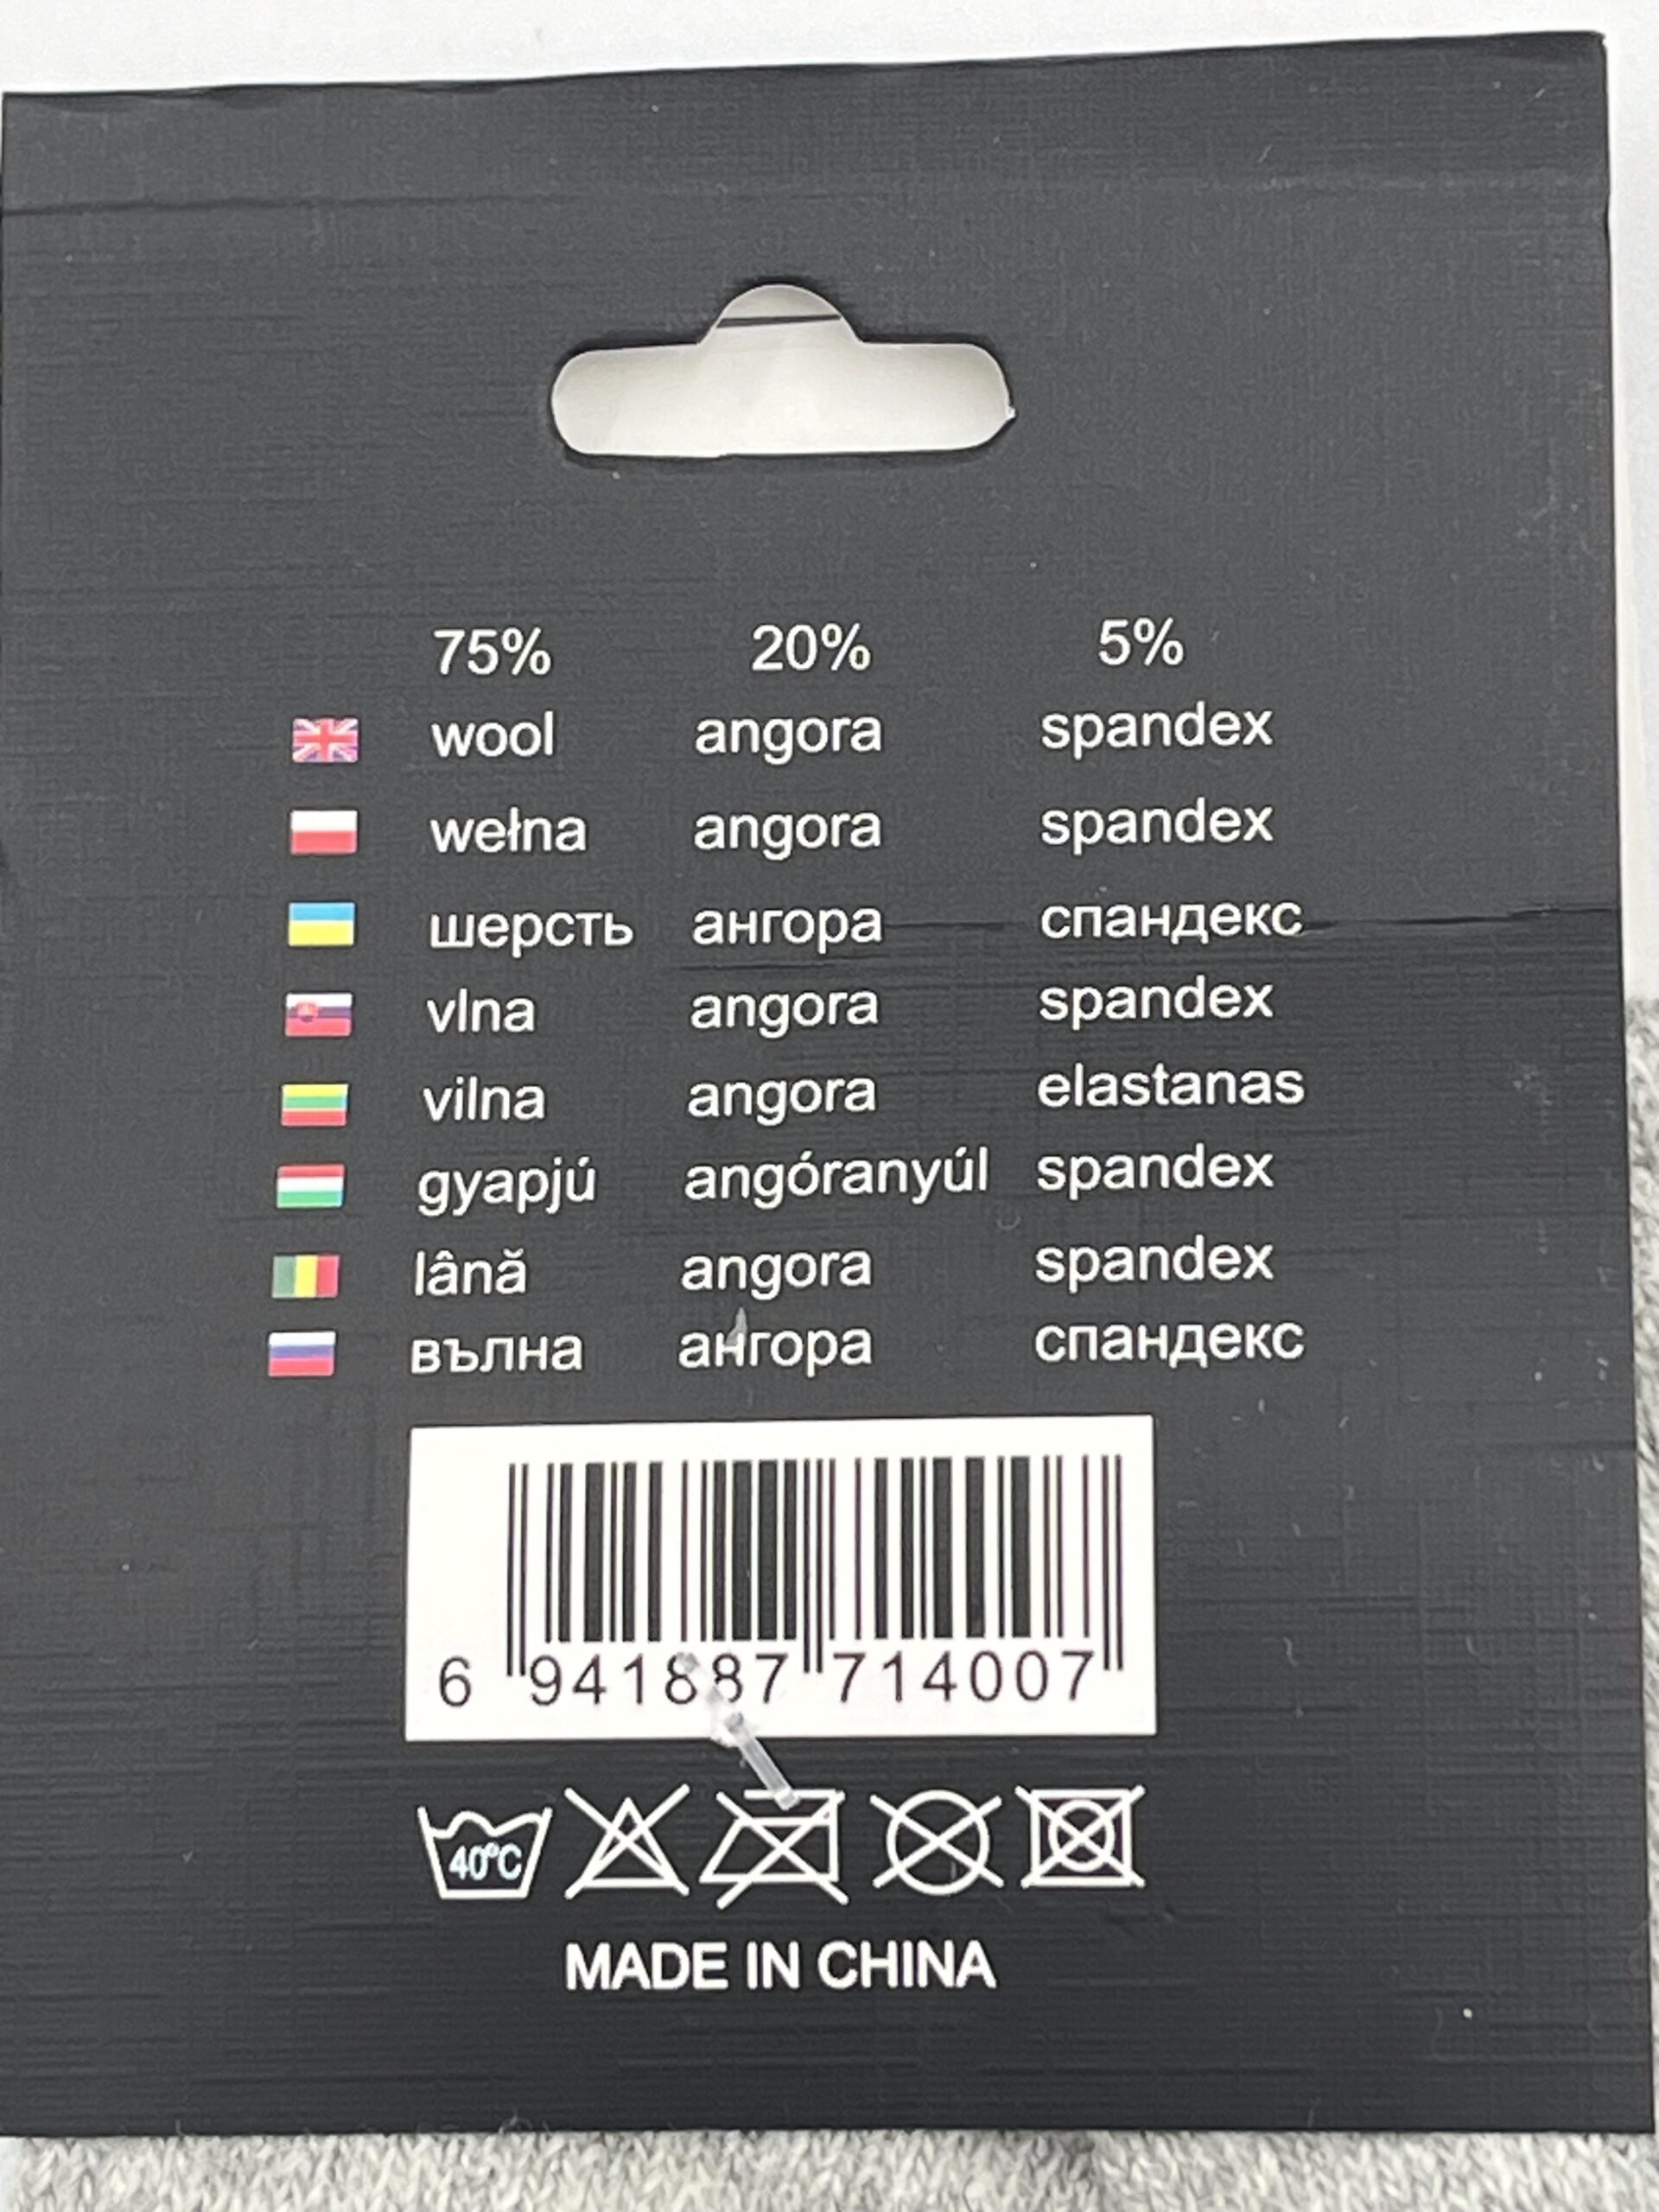 75% 20% 5%
wool angora spandex
wełna angora spandex
шерсть ангора спандекс
vlna angora spandex
vilna angora elastanas
gyapjú angóranyúl spandex
lână angora spandex
вълна ангора спандекс
6 941887 714007
40°C
MADE IN CHINA